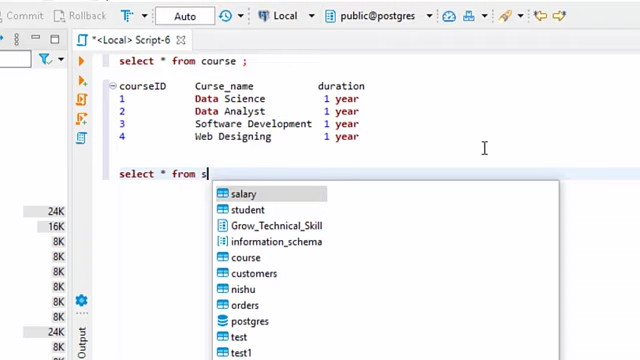 Commit Rollback Auto Local public@postgres
*<Local> Script-6
select * from course ;
courseID Curse_name duration
1 Data Science 1 year
2 Data Analyst 1 year
3 Software Development 1 year
4 Web Designing 1 year
select * from s
salary
student
Grow_Technical_Skill
information_schema
course
customers
nishu
orders
postgres
test
test1
24K
16K
8K
8K
8K
8K
8K
24K
8K
Output